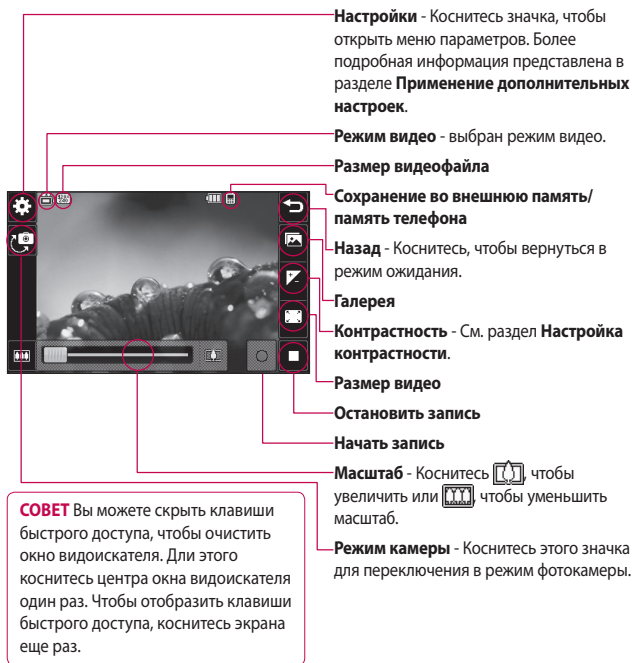 Настройки - Коснитесь значка, чтобы
открыть меню параметров. Более
подробная информация представлена в
разделе Применение дополнительных
настроек.
Режим видео - выбран режим видео.
Размер видеофайла
Сохранение во внешнюю память/
память телефона
Назад - Коснитесь, чтобы вернуться в
режим ожидания.
Галерея
Контрастность - См. раздел Настройка
контрастности.
Размер видео
Остановить запись
Начать запись
Масштаб - Коснитесь , чтобы
увеличить или , чтобы уменьшить
масштаб.
Режим камеры - Коснитесь этого значка
для переключения в режим фотокамеры.
СОВЕТ Вы можете скрыть клавиши
быстрого доступа, чтобы очистить
окно видоискателя. Дли этого
коснитесь центра окна видоискателя
один раз. Чтобы отобразить клавиши
быстрого доступа, коснитесь экрана
еще раз.